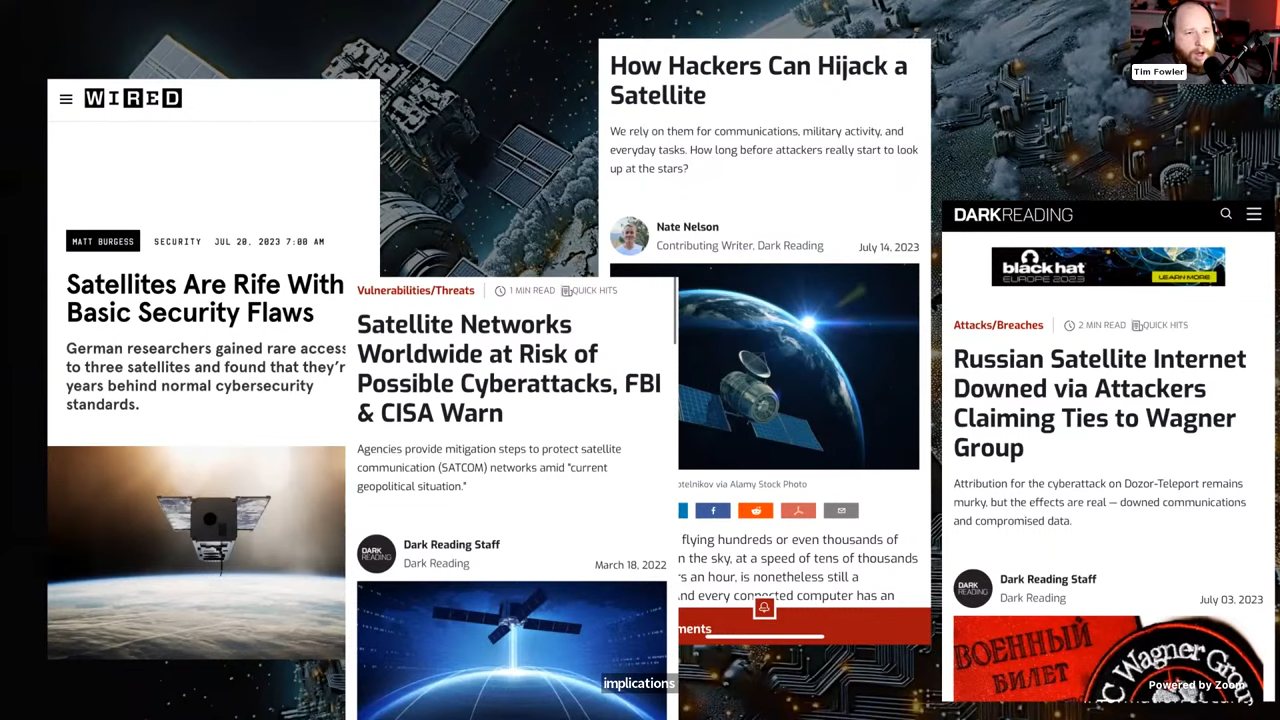 WIRED
MATT BURGESS
SECURITY
JUL 20, 2023 7:00 AM
Satellites Are Rife With
Basic Security Flaws
German researchers gained rare access
to three satellites and found that they'r
years behind normal cybersecurity
standards.
Vulnerabilities/Threats
1 MIN READ
QUICK HITS
Satellite Networks
Worldwide at Risk of
Possible Cyberattacks, FBI
& CISA Warn
Agencies provide mitigation steps to protect satellite
communication (SATCOM) networks amid "current
geopolitical situation."
DARK
READING
Dark Reading Staff
Dark Reading
March 18, 2022
implications
How Hackers Can Hijack a
Satellite
We rely on them for communications, military activity, and
everyday tasks. How long before attackers really start to look
up at the stars?
Nate Nelson
Contributing Writer, Dark Reading
July 14, 2023
otelnikov via Alamy Stock Photo
flying hundreds or even thousands of
n the sky, at a speed of tens of thousands
rs an hour, is nonetheless still a
And every connected computer has an
ments
Tim Fowler
DARKREADING
black hat
EUROPE 2023
LEARN MORE
Attacks/Breaches
2 MIN READ
QUICK HITS
Russian Satellite Internet
Downed via Attackers
Claiming Ties to Wagner
Group
Attribution for the cyberattack on Dozor-Teleport remains
murky, but the effects are real — downed communications
and compromised data.
DARK
READING
Dark Reading Staff
Dark Reading
July 03, 2023
ВОЕННЫЙ
БИЛЕТ
C Wagner Grou
Powered by Zoom